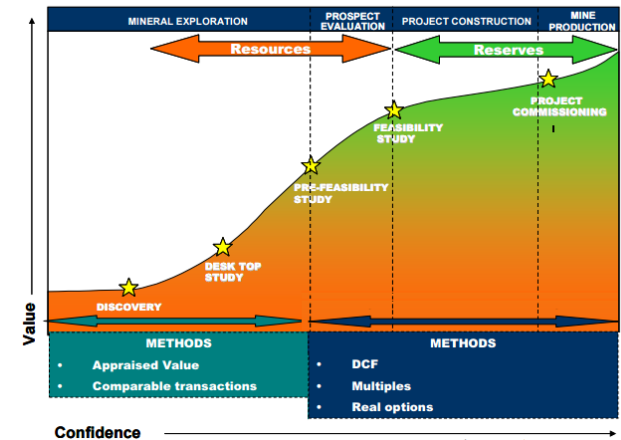 MINERAL EXPLORATION
PROSPECT
EVALUATION
PROJECT CONSTRUCTION
MINE
PRODUCTION
Resources
Reserves
PROJECT
COMMISSIONING
FEASIBILITY
STUDY
PRE-FEASIBILITY
STUDY
DESK TOP
STUDY
DISCOVERY
Value
METHODS
• Appraised Value
• Comparable transactions
METHODS
• DCF
• Multiples
• Real options
Confidence